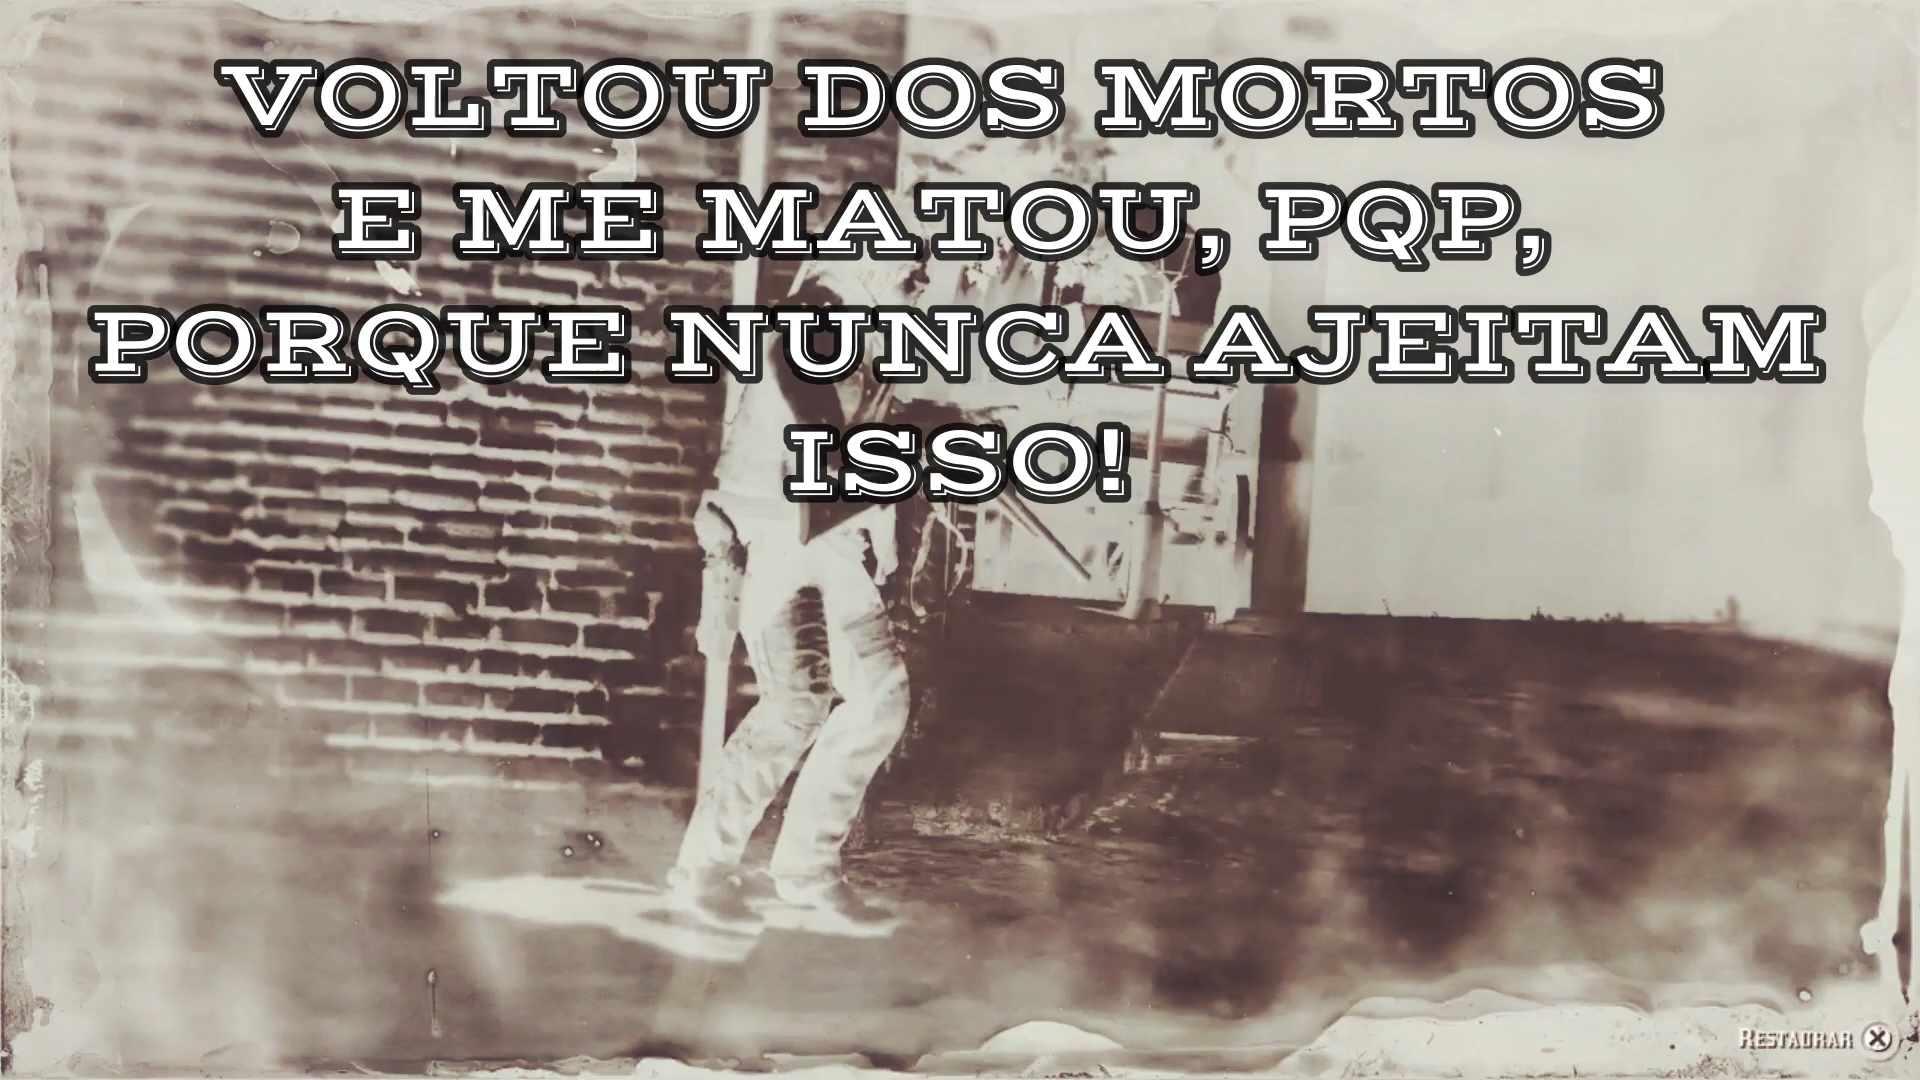 VOLTOU DOS MORTOS
E ME MATOU, PQP,
PORQUE NUNCA AJEITAM
ISSO!
RESTAURAR